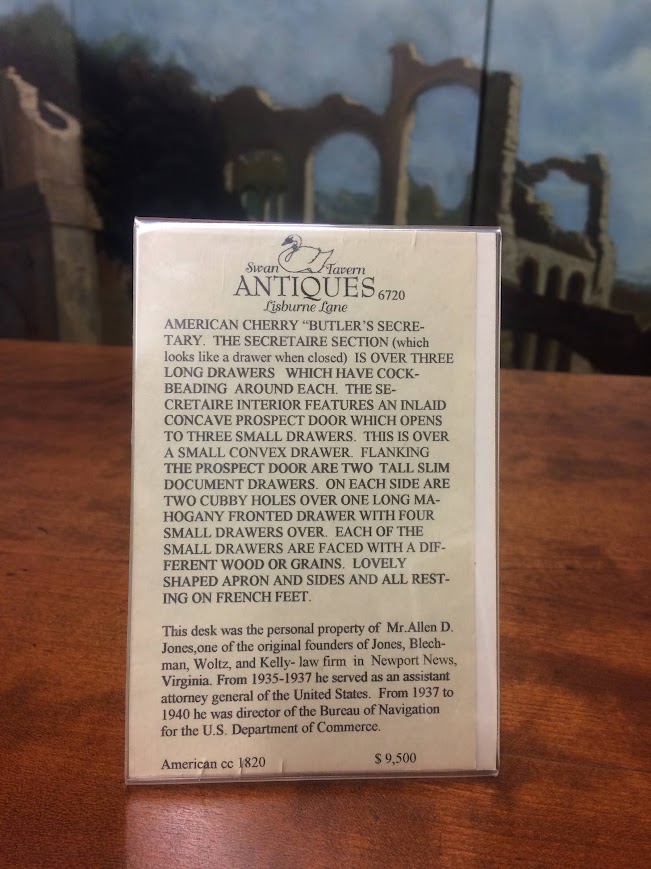 Swan Tavern
ANTIQUES 6720
Lisburne Lane
AMERICAN CHERRY "BUTLER'S SECRE-
TARY. THE SECRETAIRE SECTION (which
looks like a drawer when closed) IS OVER THREE
LONG DRAWERS WHICH HAVE COCK-
BEADING AROUND EACH. THE SE-
CRETAIRE INTERIOR FEATURES AN INLAID
CONCAVE PROSPECT DOOR WHICH OPENS
TO THREE SMALL DRAWERS. THIS IS OVER
A SMALL CONVEX DRAWER. FLANKING
THE PROSPECT DOOR ARE TWO TALL SLIM
DOCUMENT DRAWERS. ON EACH SIDE ARE
TWO CUBBY HOLES OVER ONE LONG MA-
HOGANY FRONTED DRAWER WITH FOUR
SMALL DRAWERS OVER. EACH OF THE
SMALL DRAWERS ARE FACED WITH A DIF-
FERENT WOOD OR GRAINS. LOVELY
SHAPED APRON AND SIDES AND ALL REST-
ING ON FRENCH FEET.
This desk was the personal property of Mr.Allen D.
Jones,one of the original founders of Jones, Blech-
man, Woltz, and Kelly- law firm in Newport News,
Virginia. From 1935-1937 he served as an assistant
attorney general of the United States. From 1937 to
1940 he was director of the Bureau of Navigation
for the U.S. Department of Commerce.
American cc 1820 $ 9,500